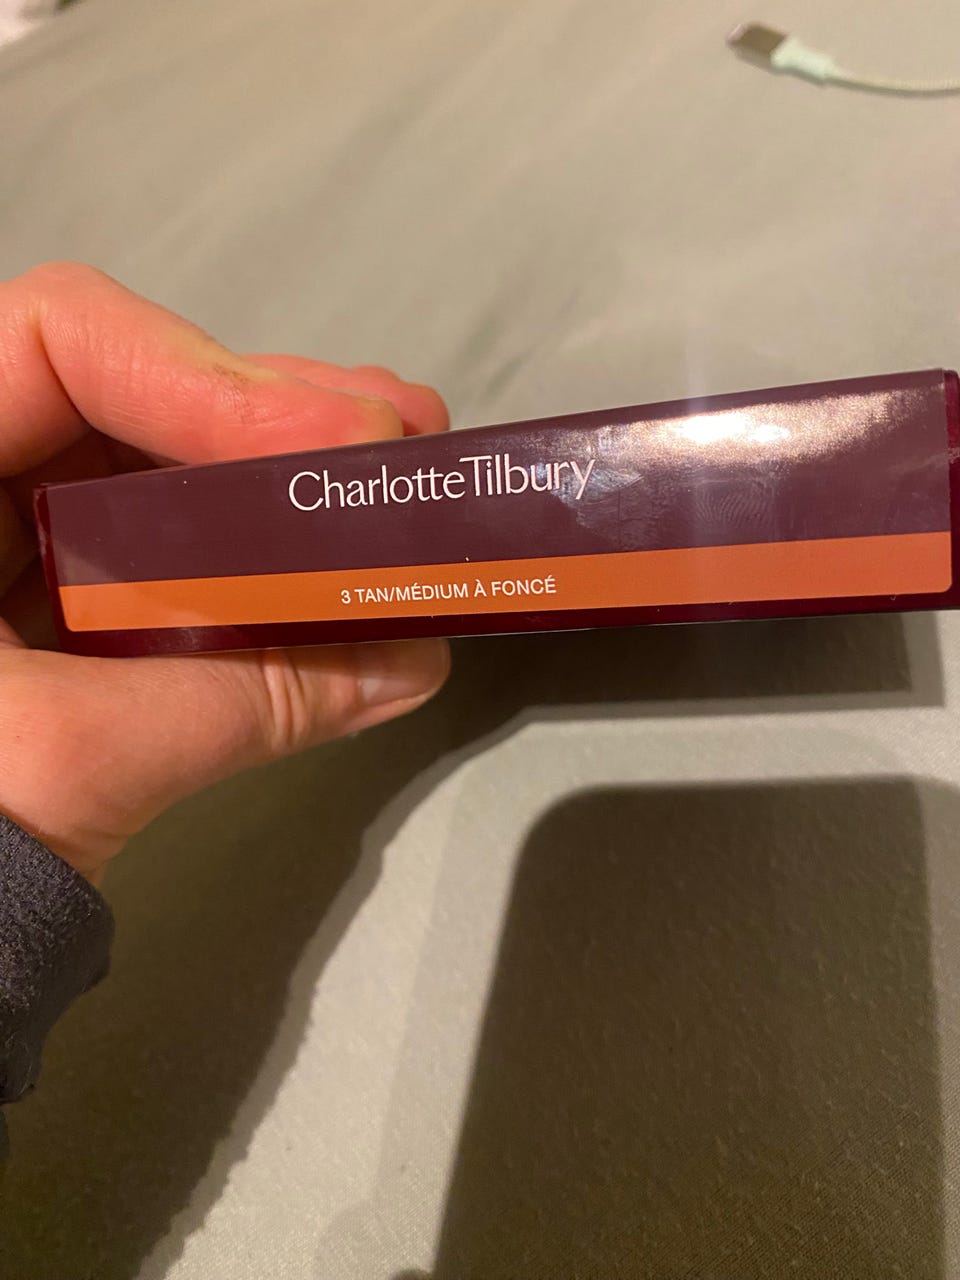 CharlotteTilbury
3 TAN/MÉDIUM À FONCÉ